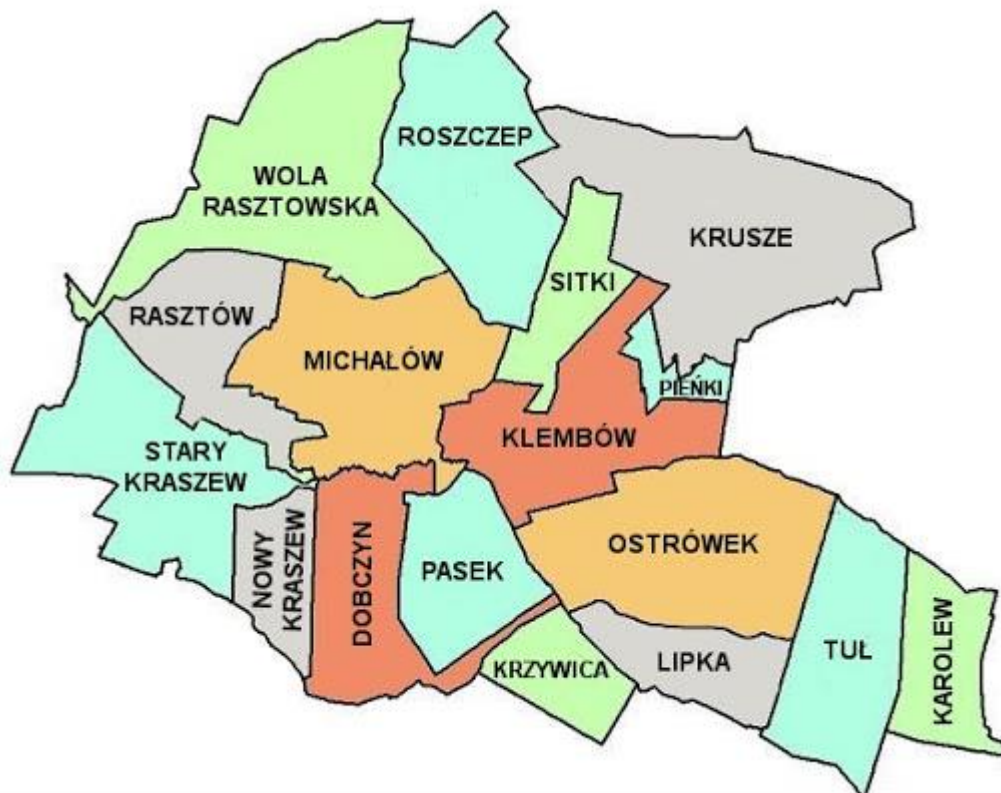 ROSZCZEP
WOLA
RASZTOWSKA
KRUSZE
SITKI
RASZTÓW
MICHAŁÓW
PIEŃKI
KLEMBÓW
STARY
KRASZEW
OSTRÓWEK
NOWY
KRASZEW
DOBCZYN
PASEK
TUŁ
LIPKA
KRZYWICA
KAROLEW